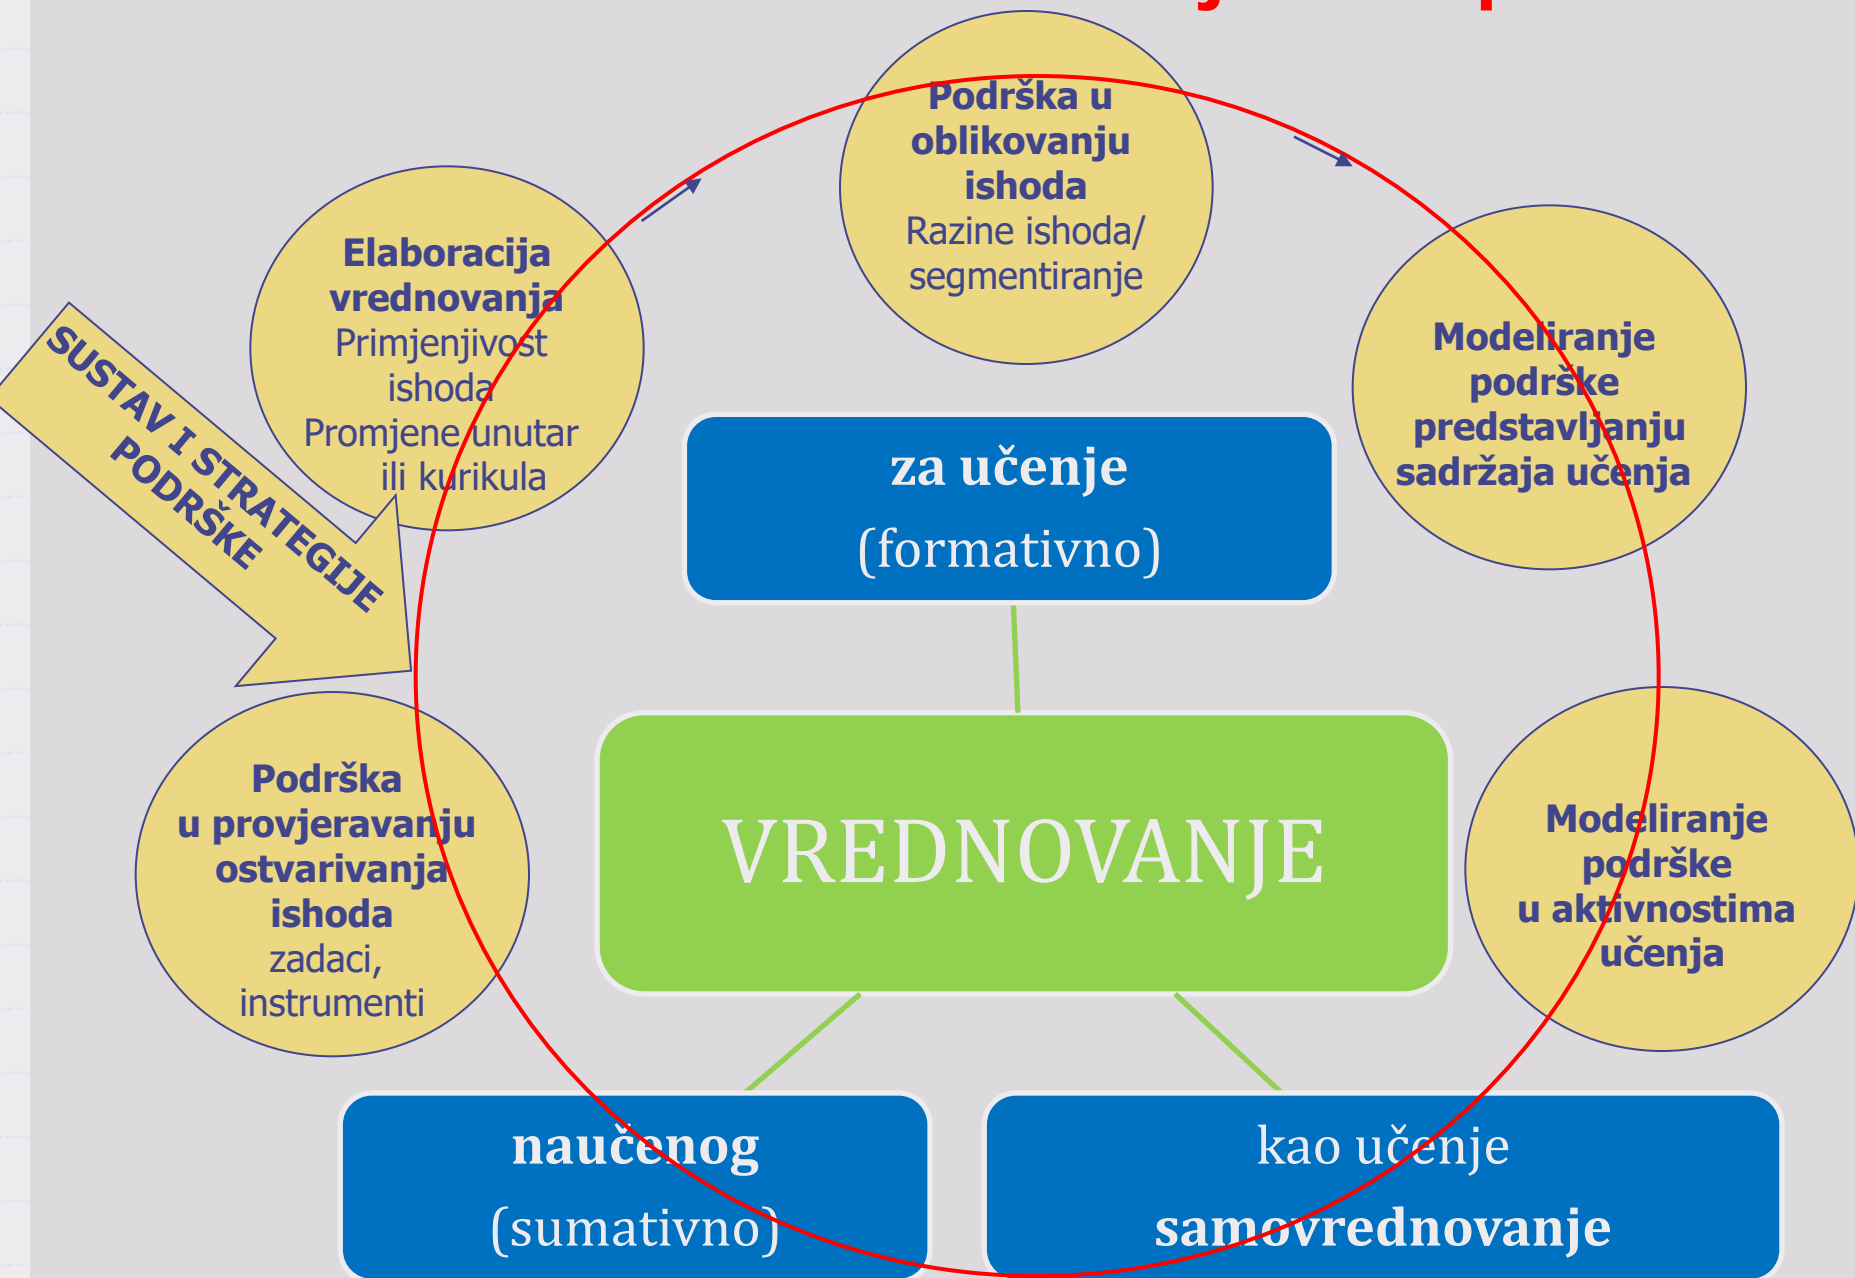 Podrška u
oblikovanju
ishoda
Razine ishoda/
segmentiranje
Elaboracija
vrednovanja
Primjenjivost
ishoda
Promjene unutar
ili kurikula
Modeliranje
podrške
predstavljanju
sadržaja učenja
SUSTAV I STRATEGIJE
PODRŠKE
za učenje
(formativno)
Podrška
u provjeravanju
ostvarivanja
ishoda
zadaci,
instrumenti
VREDNOVANJE
Modeliranje
podrške
u aktivnostima
učenja
naučenog
(sumativno)
kao učenje
samovrednovanje